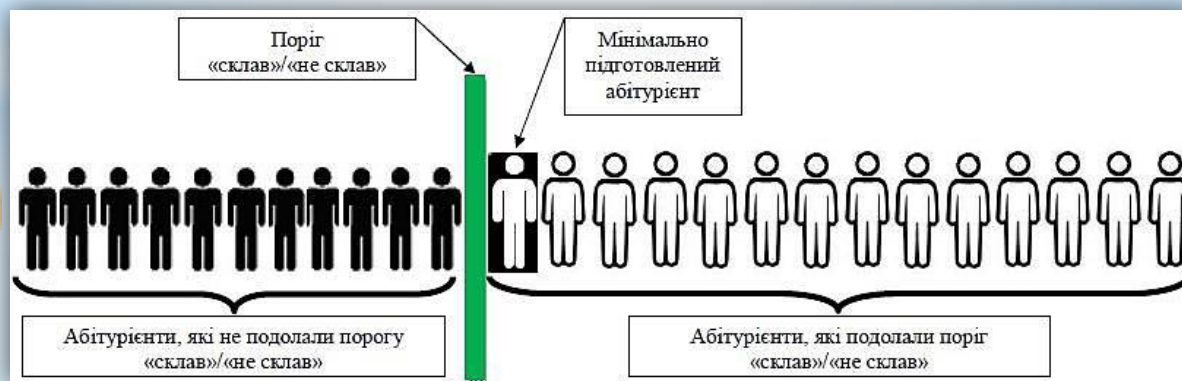 Поріг
«склав»/«не склав»
Мінімально
підготовлений
абітурієнт
Абітурієнти, які не подолали порогу
«склав»/«не склав»
Абітурієнти, які подолали поріг
«склав»/«не склав»